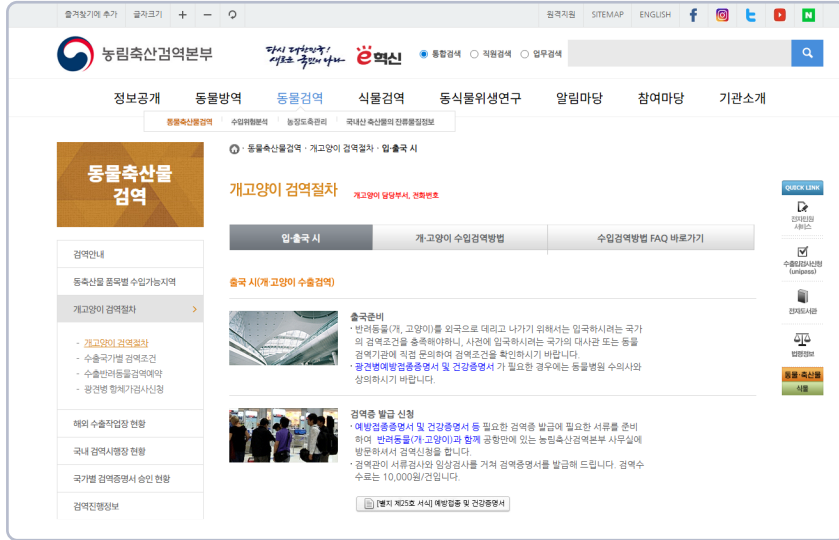 즐겨찾기에 추가 글자크기 + −
원격지원 SITEMAP ENGLISH
농림축산검역본부
다시 대한민국! 새로운 국민의 나라
e혁신
통합검색 직원검색 업무검색
정보공개 동물방역 동물검역 식물검역 동식물위생연구 알림마당 참여마당 기관소개
동물축산물검역 수입위험분석 농장도축관리 국내산 축산물의 잔류물질정보
동물축산물
검역
· 동물축산물검역 · 개고양이 검역절차 · 입·출국 시
개고양이 검역절차 개고양이 담당부서, 전화번호
입·출국 시 개·고양이 수입검역방법 수입검역방법 FAQ 바로가기
검역안내
동축산물 품목별 수입가능지역
개고양이 검역절차
- 개고양이 검역절차
- 수출국가별 검역조건
- 수출반려동물검역예약
- 광견병 항체가검사신청
해외 수출작업장 현황
국내 검역시행장 현황
국가별 검역증명서 승인 현황
검역진행정보
출국 시(개·고양이 수출검역)
출국준비
· 반려동물(개, 고양이)를 외국으로 데리고 나가기 위해서는 입국하시려는 국가
의 검역조건을 충족해야하니, 사전에 입국하시려는 국가의 대사관 또는 동물
검역기관에 직접 문의하여 검역조건을 확인하시기 바랍니다.
· 광견병예방접종증명서 및 건강증명서 가 필요한 경우에는 동물병원 수의사와
상의하시기 바랍니다.
검역증 발급 신청
· 예방접종증명서 및 건강증명서 등 필요한 검역증 발급에 필요한 서류를 준비
하여 반려동물(개·고양이)과 함께 공항만에 있는 농림축산검역본부 사무실에
방문하셔서 검역신청을 합니다.
· 검역관이 서류검사와 임상검사를 거쳐 검역증명서를 발급해 드립니다. 검역수
수료는 10,000원/건입니다.
[별지 제25호 서식] 예방접종 및 건강증명서
QUICK LINK
전자민원
서비스
수출입검사신청
(unipass)
전자도서관
법령정보
동물·축산물
식물